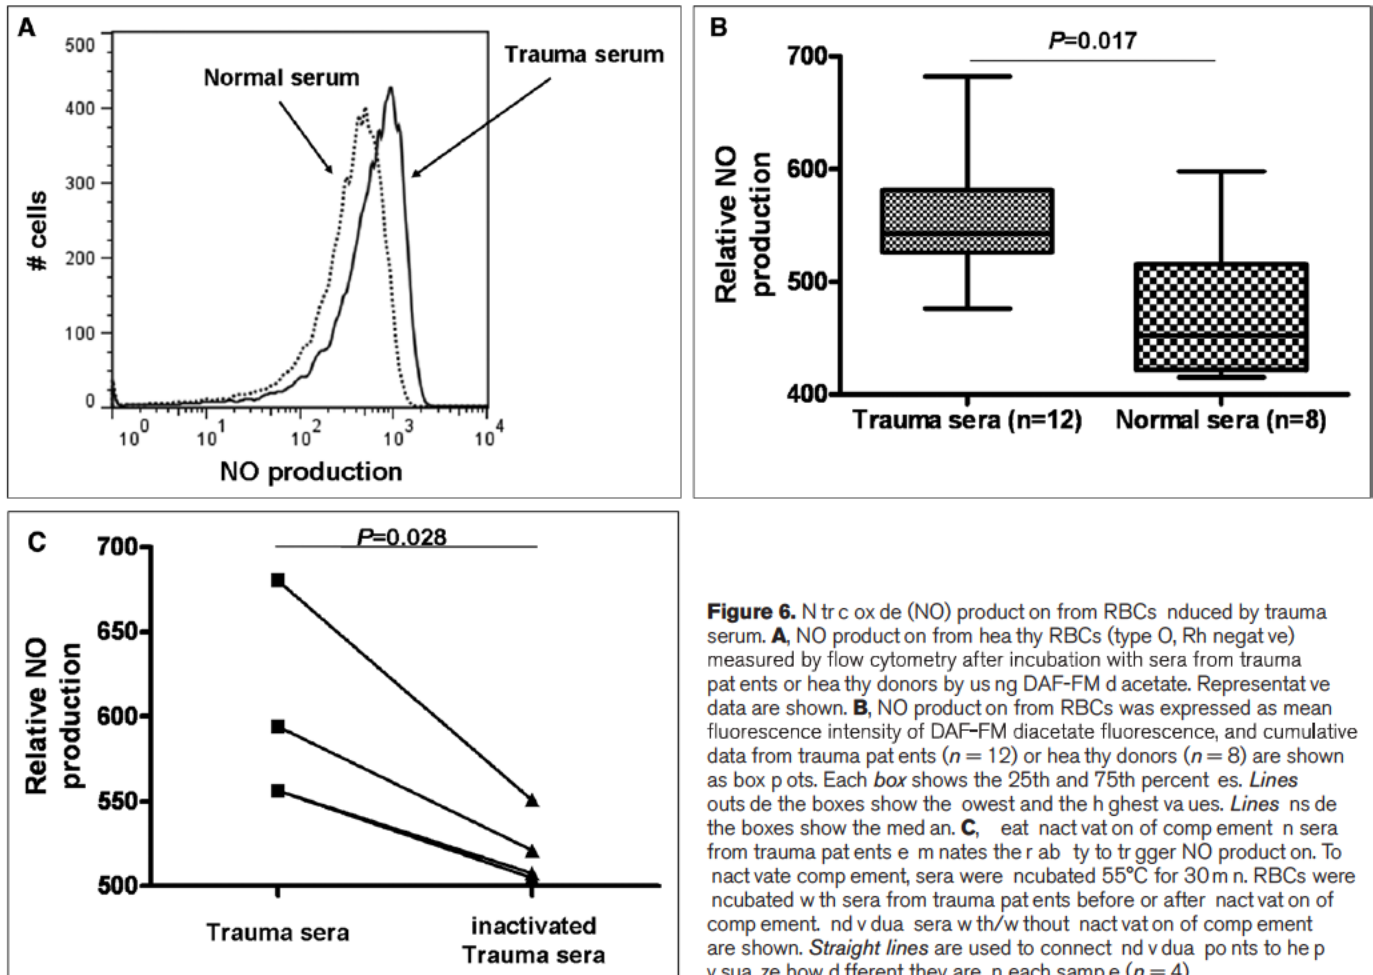 A
500
400
300
200
100
0
# cells
Normal serum
Trauma serum
10^0 10^1 10^2 10^3 10^4
NO production
B
P=0.017
700
600
500
400
Relative NO
production
Trauma sera (n=12) Normal sera (n=8)
C
P=0.028
700
650
600
550
500
Relative NO
production
Trauma sera
inactivated
Trauma sera
Figure 6. N tr c ox de (NO) product on from RBCs nduced by trauma
serum. A, NO product on from hea thy RBCs (type O, Rh negat ve)
measured by flow cytometry after incubation with sera from trauma
pat ents or hea thy donors by us ng DAF-FM d acetate. Representat ve
data are shown. B, NO product on from RBCs was expressed as mean
fluorescence intensity of DAF-FM diacetate fluorescence, and cumulative
data from trauma pat ents (n = 12) or hea thy donors (n = 8) are shown
as box p ots. Each box shows the 25th and 75th percent es. Lines
outs de the boxes show the owest and the h ghest va ues. Lines ns de
the boxes show the med an. C, eat nact vat on of comp ement n sera
from trauma pat ents e m nates the r ab ty to tr gger NO product on. To
nact vate comp ement, sera were ncubated 55°C for 30 m n. RBCs were
ncubated w th sera from trauma pat ents before or after nact vat on of
comp ement. nd v dua sera w th/w thout nact vat on of comp ement
are shown. Straight lines are used to connect nd v dua po nts to he p
v sua ze how d fferent they are n each samp e (n = 4)